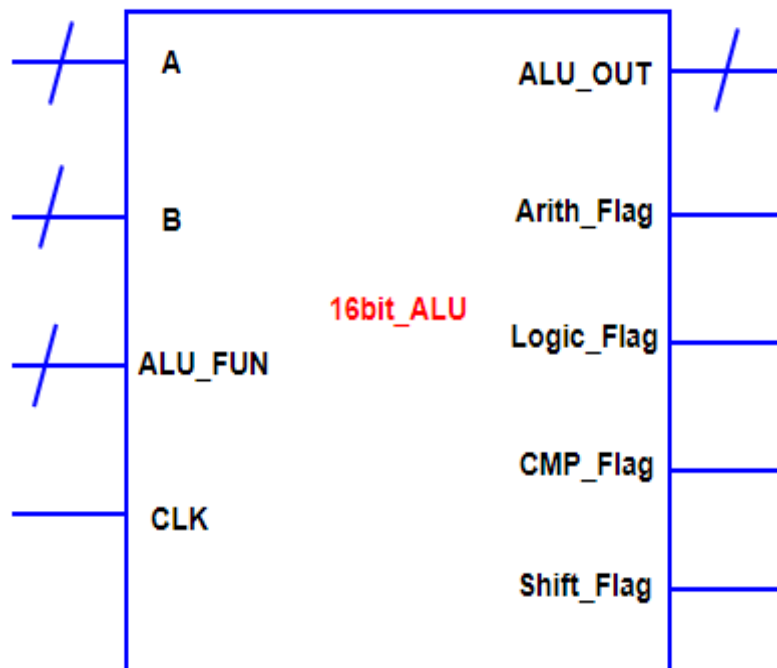 A
ALU_OUT
B
Arith_Flag
16bit_ALU
Logic_Flag
ALU_FUN
CMP_Flag
CLK
Shift_Flag